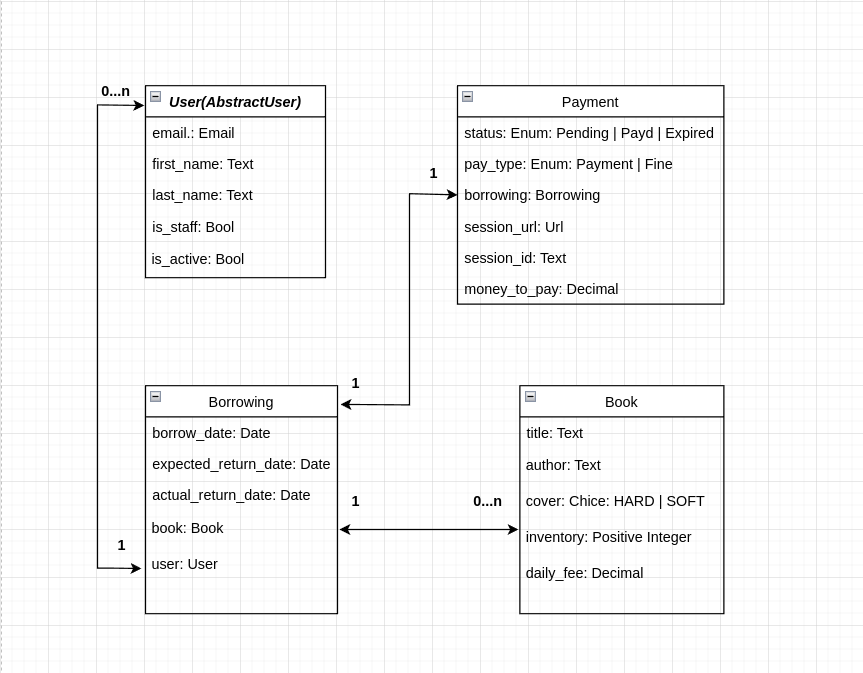 0...n
User(AbstractUser)
email.: Email
first_name: Text
last_name: Text
is_staff: Bool
is_active: Bool
Payment
status: Enum: Pending | Payd | Expired
pay_type: Enum: Payment | Fine
1
borrowing: Borrowing
session_url: Url
session_id: Text
money_to_pay: Decimal
1
Borrowing
borrow_date: Date
expected_return_date: Date
actual_return_date: Date
book: Book
1
user: User
1
0...n
Book
title: Text
author: Text
cover: Chice: HARD | SOFT
inventory: Positive Integer
daily_fee: Decimal